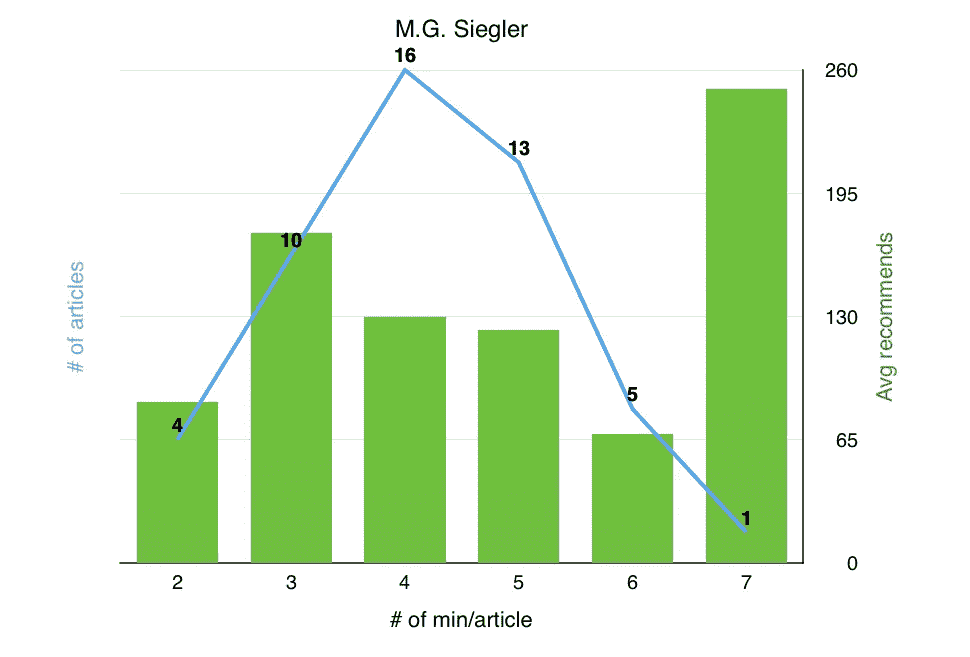 M.G. Siegler
16
260
13
195
10
# of articles
Avg recommends
130
5
4
65
1
0
2 3 4 5 6 7
# of min/article